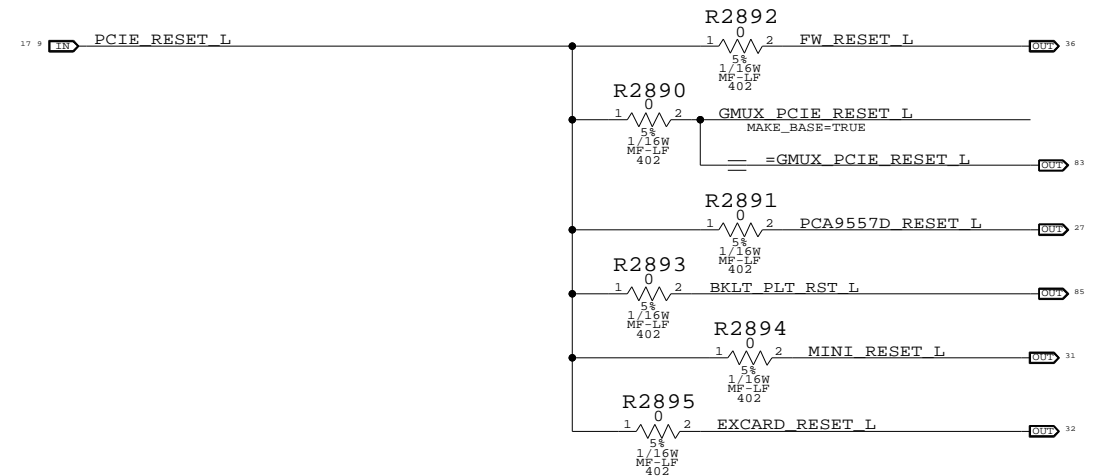 R2892
0
17 9 IN PCIE_RESET_L 1 2 FW_RESET_L OUT 36
5%
1/16W
MF-LF
402
R2890
0
1 2 GMUX_PCIE_RESET_L
MAKE_BASE=TRUE
5%
1/16W
MF-LF
402
=GMUX_PCIE_RESET_L OUT 83
R2891
0
1 2 PCA9557D_RESET_L OUT 27
5%
1/16W
MF-LF
402
R2893
0
1 2 BKLT_PLT_RST_L OUT 85
5%
1/16W
MF-LF
402
R2894
0
1 2 MINI_RESET_L OUT 31
5%
1/16W
MF-LF
402
R2895
0
1 2 EXCARD_RESET_L OUT 32
5%
1/16W
MF-LF
402